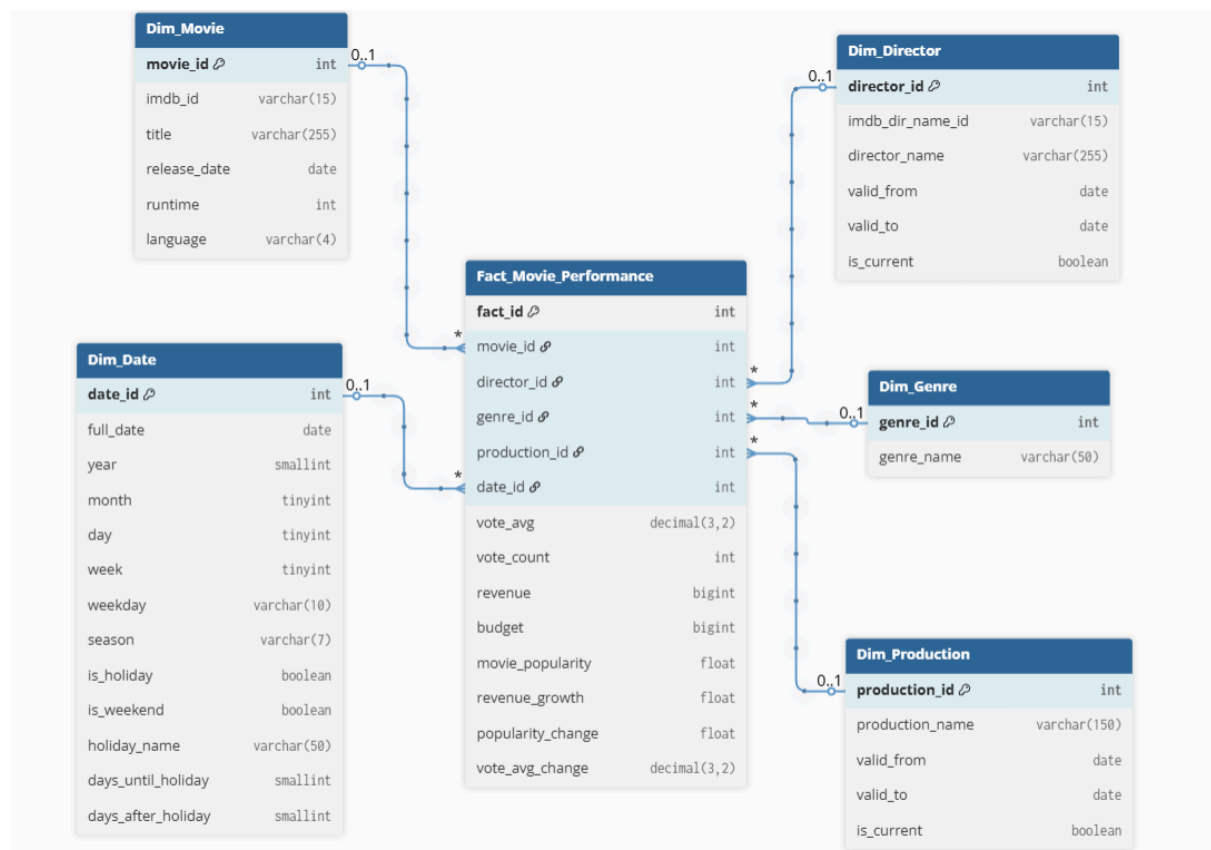 Dim_Movie
movie_id int
imdb_id varchar(15)
title varchar(255)
release_date date
runtime int
language varchar(4)
0..1
*
Dim_Date
date_id int
full_date date
year smallint
month tinyint
day tinyint
week tinyint
weekday varchar(10)
season varchar(7)
is_holiday boolean
is_weekend boolean
holiday_name varchar(50)
days_until_holiday smallint
days_after_holiday smallint
0..1
*
Fact_Movie_Performance
fact_id int
movie_id int
director_id int
genre_id int
production_id int
date_id int
vote_avg decimal(3,2)
vote_count int
revenue bigint
budget bigint
movie_popularity float
revenue_growth float
popularity_change float
vote_avg_change decimal(3,2)
Dim_Director
director_id int
imdb_dir_name_id varchar(15)
director_name varchar(255)
valid_from date
valid_to date
is_current boolean
0..1
*
Dim_Genre
genre_id int
genre_name varchar(50)
0..1
*
Dim_Production
production_id int
production_name varchar(150)
valid_from date
valid_to date
is_current boolean
0..1
*